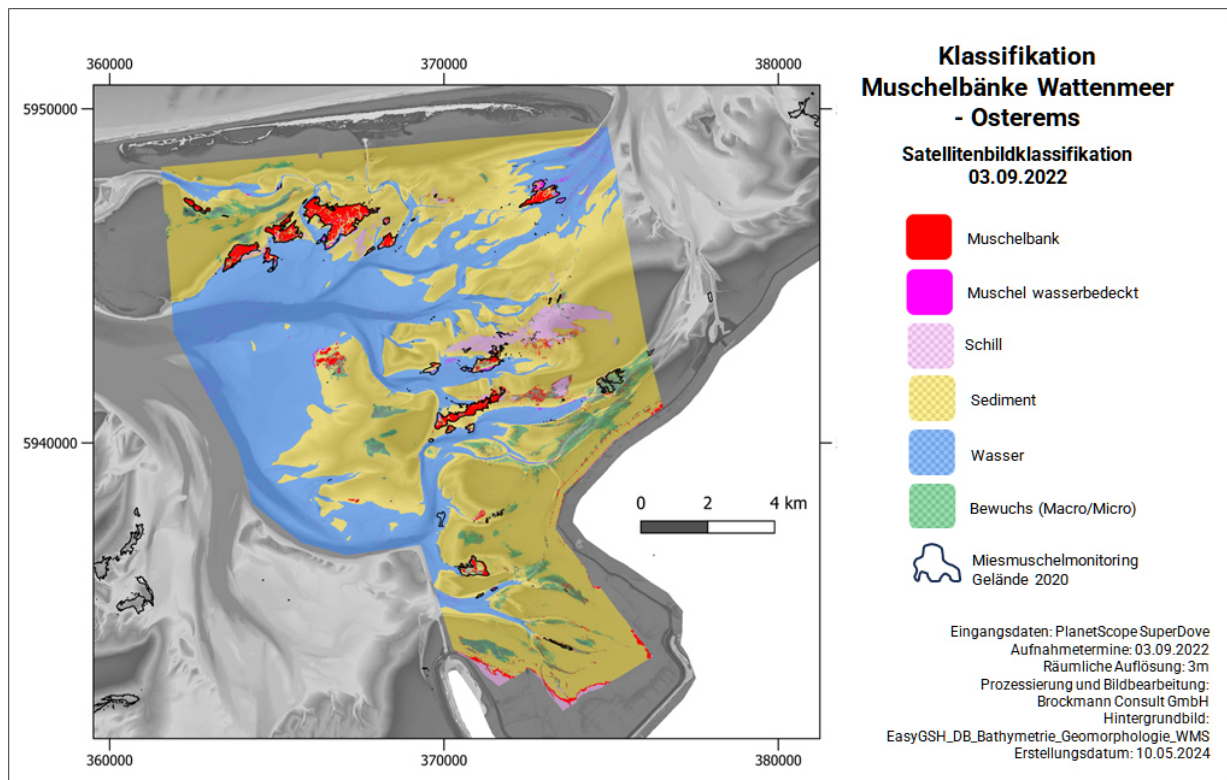 Klassifikation
Muschelbänke Wattenmeer
- Osterems
Satellitenbildklassifikation
03.09.2022
360000
370000
380000
5950000
5940000
0 2 4 km
360000
370000
380000
Muschelbank
Muschel wasserbedeckt
Schill
Sediment
Wasser
Bewuchs (Macro/Micro)
Miesmuschelmonitoring
Gelände 2020
Eingangsdaten: PlanetScope SuperDove
Aufnahmetermine: 03.09.2022
Räumliche Auflösung: 3m
Prozessierung und Bildbearbeitung:
Brockmann Consult GmbH
Hintergrundbild:
EasyGSH_DB_Bathymetrie_Geomorphologie_WMS
Erstellungsdatum: 10.05.2024